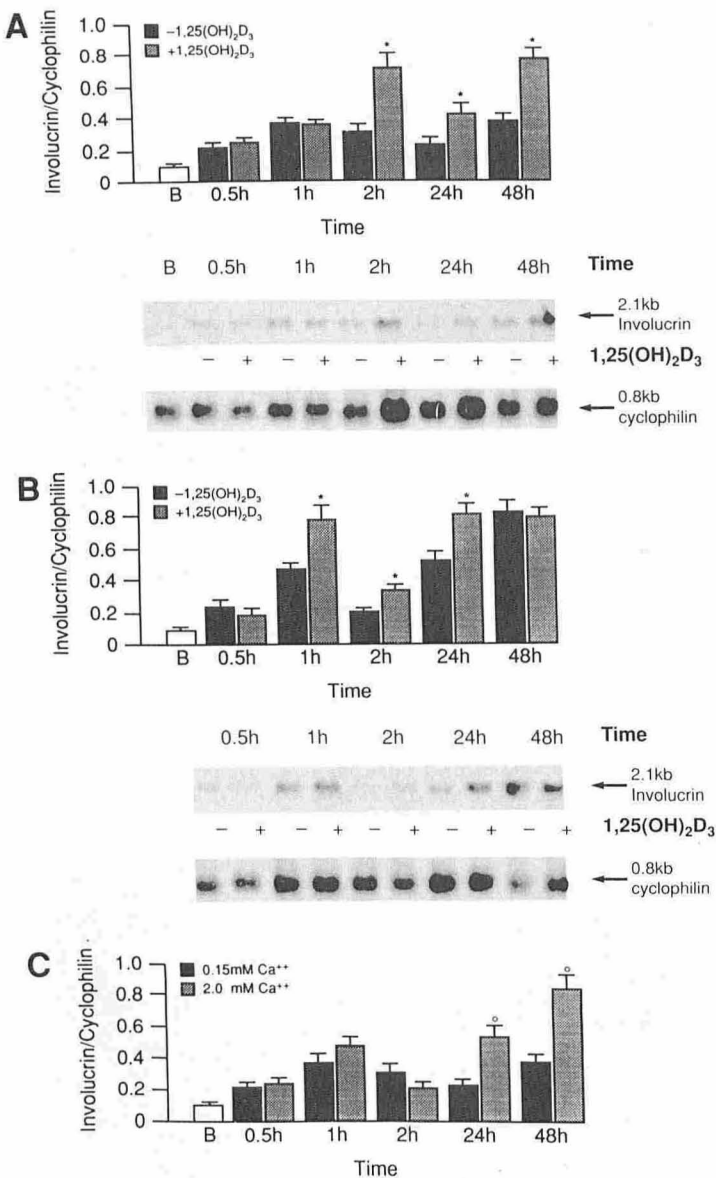 A
Involucrin/Cyclophilin
1.0
0.8
0.6
0.4
0.2
0
–1,25(OH)₂D₃
+1,25(OH)₂D₃
* * *
B 0.5h 1h 2h 24h 48h
Time
B 0.5h 1h 2h 24h 48h Time
2.1kb
Involucrin
– + – + – + – + – + 1,25(OH)₂D₃
0.8kb
cyclophilin
B
Involucrin/Cyclophilin
1.0
0.8
0.6
0.4
0.2
0
–1,25(OH)₂D₃
+1,25(OH)₂D₃
* * *
B 0.5h 1h 2h 24h 48h
Time
0.5h 1h 2h 24h 48h Time
2.1kb
Involucrin
– + – + – + – + – + 1,25(OH)₂D₃
0.8kb
cyclophilin
C
Involucrin/Cyclophilin
1.0
0.8
0.6
0.4
0.2
0
0.15mM Ca⁺⁺
2.0 mM Ca⁺⁺
B 0.5h 1h 2h 24h 48h
Time